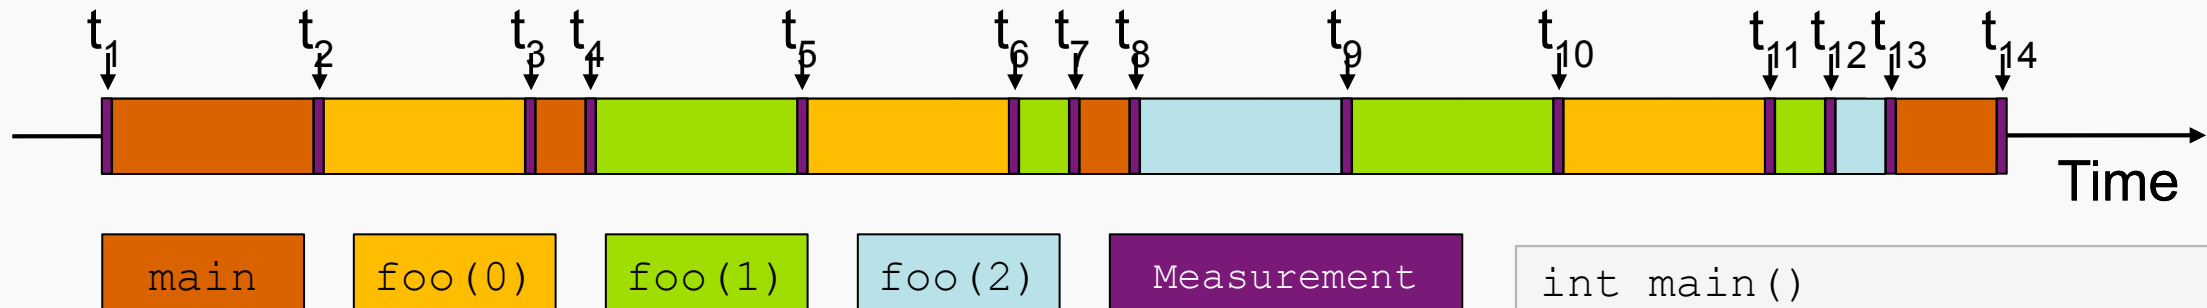 t1 t2 t3 t4 t5 t6 t7 t8 t9 t10 t11 t12 t13 t14
Time
main foo(0) foo(1) foo(2) Measurement int main()